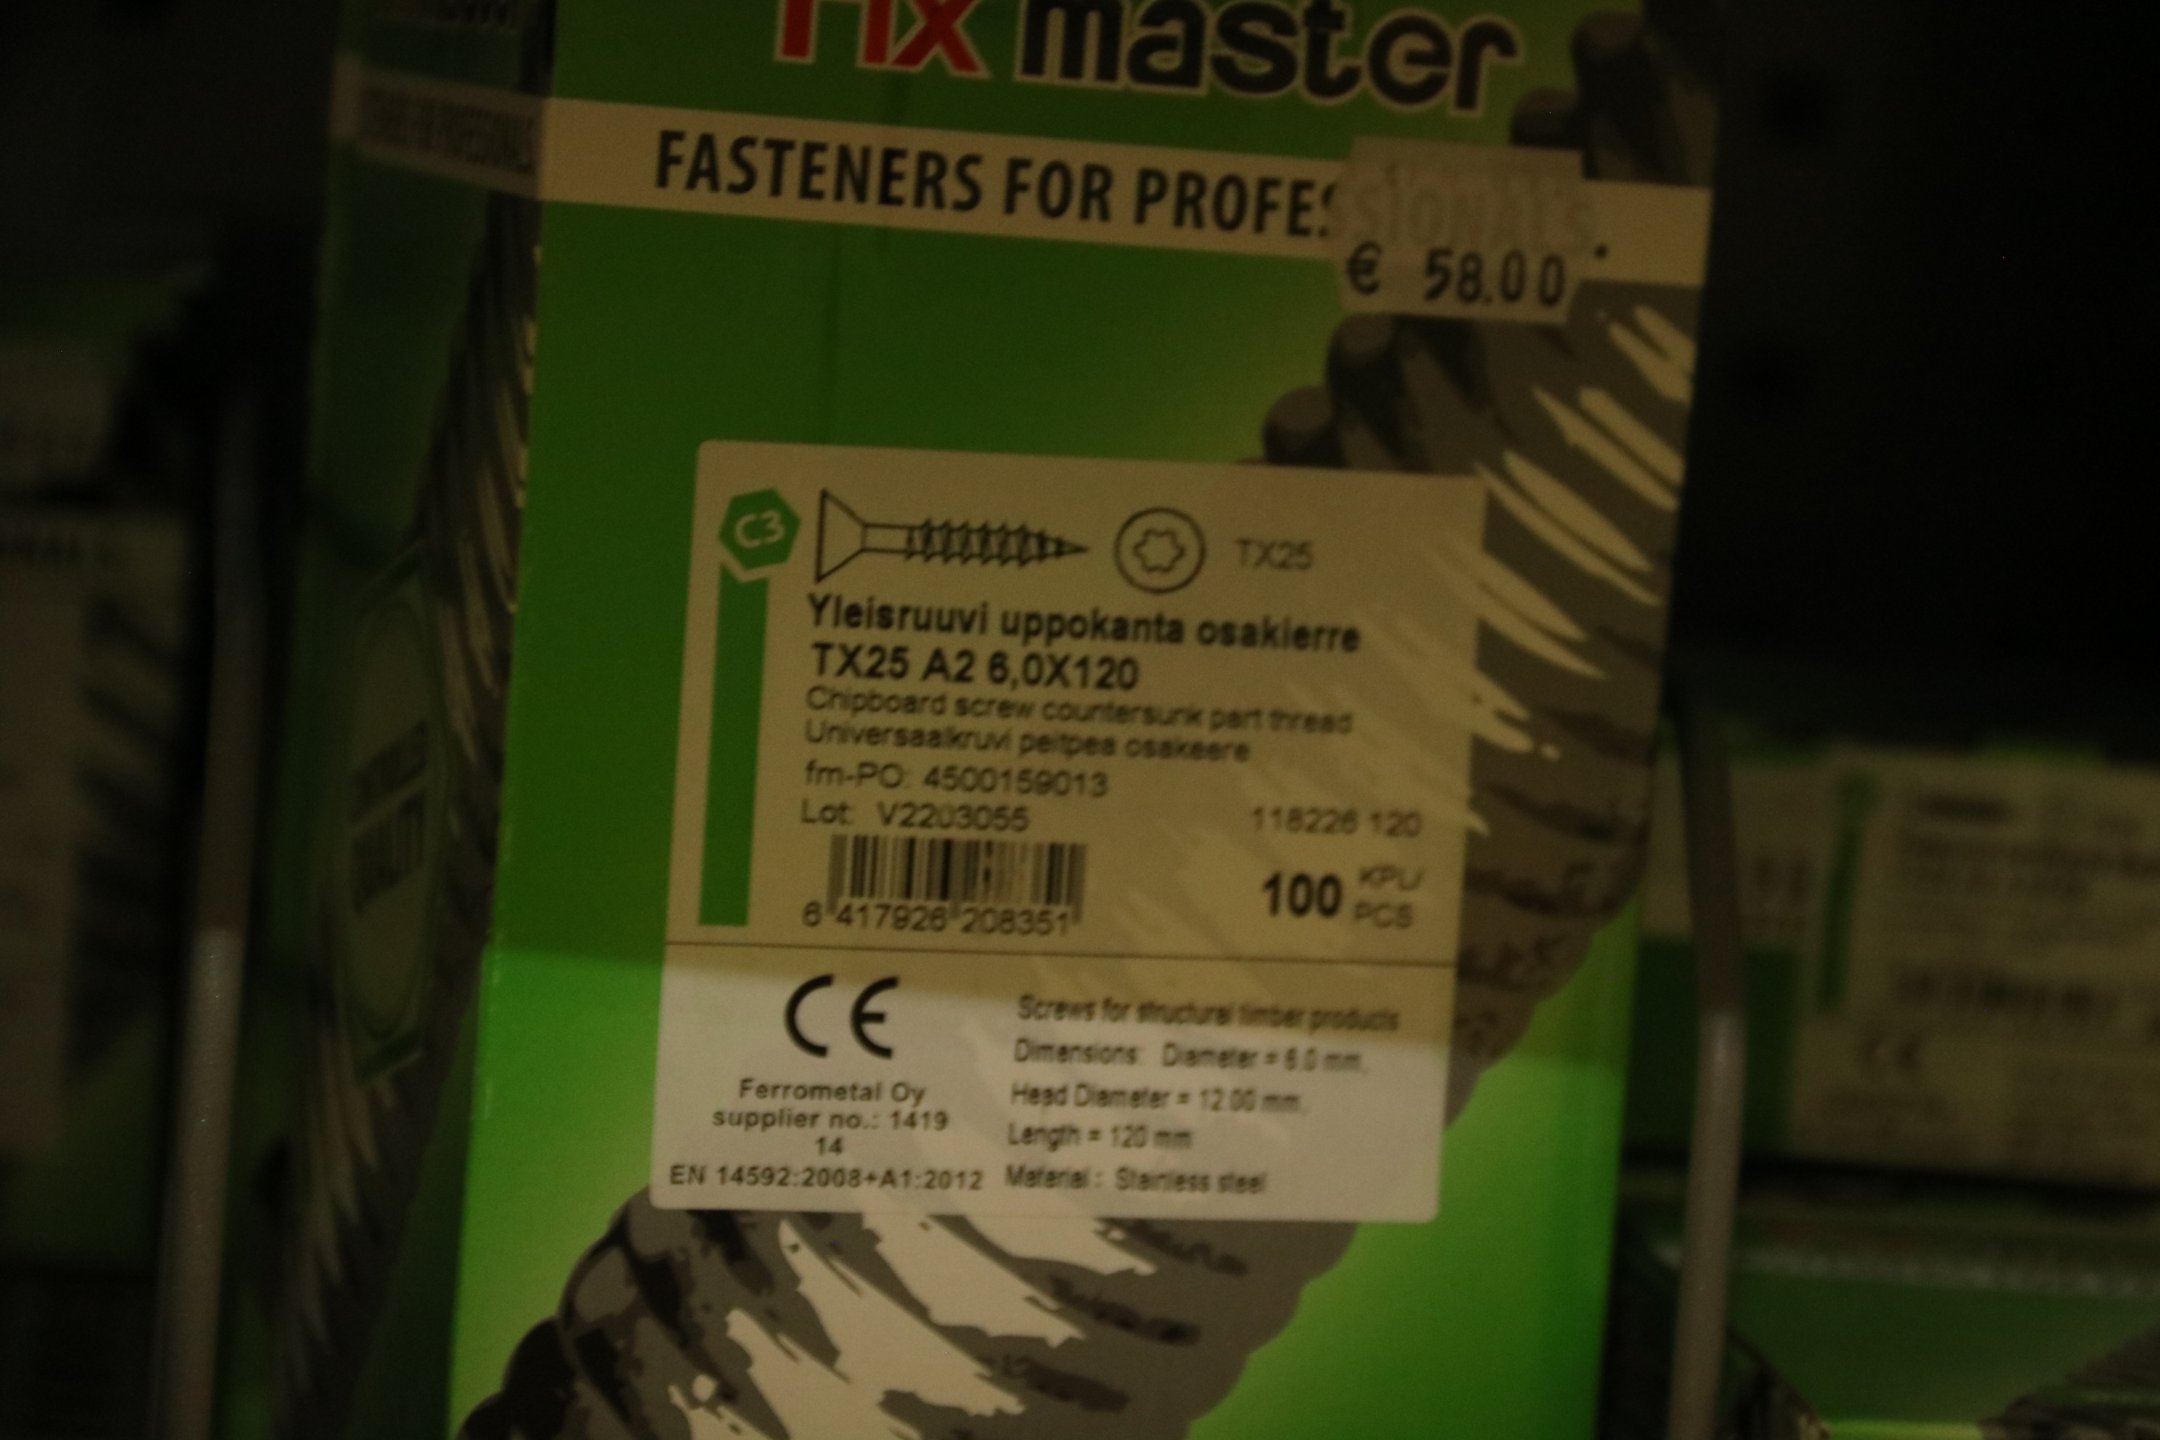 Fix master
FASTENERS FOR PROFESSIONALS.
€ 58.00
C3
TX25
Yleisruuvi uppokanta osakierre
TX25 A2 6,0X120
Chipboard screw countersunk part thread
Universaalkruvi peitpea osakeere
fm-PO: 4500159013
Lot: V2203055
118226 120
100 KPL/
PCS
6 417926 208351
CE
Ferrometal Oy
supplier no.: 1419
14
EN 14592:2008+A1:2012
Screws for structural timber products
Dimensions: Diameter = 6.0 mm,
Head Diameter = 12.00 mm,
Length = 120 mm
Material : Stainless steel